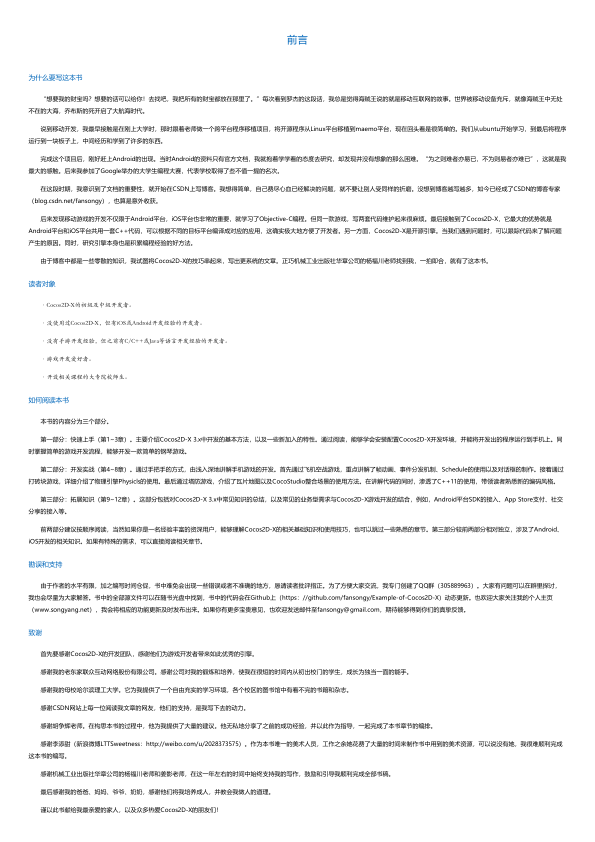 前言
为什么要写这本书
“想要我的财宝吗？想要的话可以给你！去找吧，我把所有的财宝都放在那里了。”每次看到罗杰的这段话，我总是觉得海贼王说的就是移动互联网的故事。世界被移动设备充斥，就像海贼王中无处
不在的大海，乔布斯的死开启了大航海时代。
说到移动开发，我最早接触是在刚上大学时，那时跟着老师做一个跨平台程序移植项目，将开源程序从Linux平台移植到maemo平台，现在回头看是很简单的。我们从ubuntu开始学习，到最后将程序
运行到一块板子上，中间经历和学到了许多的东西。
完成这个项目后，刚好赶上Android的出现。当时Android的资料只有官方文档，我就抱着学学看的态度去研究，却发现并没有想象的那么困难。“为之则难者亦易已，不为则易者亦难已”，这就是我
最大的感触。后来我参加了Google举办的大学生编程大赛，代表学校取得了些不值一提的名次。
在这段时期，我意识到了文档的重要性，就开始在CSDN上写博客。我想得简单，自己费尽心血已经解决的问题，就不要让别人受同样的折磨。没想到博客越写越多，如今已经成了CSDN的博客专家
（blog.csdn.net/fansongy），也算是意外收获。
后来发现移动游戏的开发不仅限于Android平台，iOS平台也非常的重要，就学习了Objective-C编程。但同一款游戏，写两套代码维护起来很麻烦。最后接触到了Cocos2D-X，它最大的优势就是
Android平台和iOS平台共用一套C++代码，可以根据不同的目标平台编译成对应的应用，这确实极大地方便了开发者。另一方面，Cocos2D-X是开源引擎。当我们遇到问题时，可以跟踪代码来了解问题
产生的原因。同时，研究引擎本身也是积累编程经验的好方法。
由于博客中都是一些零散的知识，我试图将Cocos2D-X的技巧串起来，写出更系统的文章。正巧机械工业出版社华章公司的杨福川老师找到我，一拍即合，就有了这本书。
读者对象
·Cocos2D-X的初级及中级开发者。
·没使用过Cocos2D-X，但有iOS或Android开发经验的开发者。
·没有手游开发经验，但之前有C/C++或Java等语言开发经验的开发者。
·游戏开发爱好者。
·开设相关课程的大专院校师生。
如何阅读本书
本书的内容分为三个部分。
第一部分：快速上手（第1~3章）。主要介绍Cocos2D-X 3.x中开发的基本方法，以及一些新加入的特性。通过阅读，能够学会安装配置Cocos2D-X开发环境，并能将开发出的程序运行到手机上。同
时掌握简单的游戏开发流程，能够开发一款简单的钢琴游戏。
第二部分：开发实战（第4~8章）。通过手把手的方式，由浅入深地讲解手机游戏的开发。首先通过飞机空战游戏，重点讲解了帧动画、事件分发机制、Schedule的使用以及对话框的制作。接着通过
打砖块游戏，详细介绍了物理引擎Physicls的使用。最后通过塔防游戏，介绍了瓦片地图以及CocoStudio整合场景的使用方法。在讲解代码的同时，渗透了C++11的使用，带领读者熟悉新的编码风格。
第三部分：拓展知识（第9~12章）。这部分包括对Cocos2D-X 3.x中常见知识的总结，以及常见的业务型需求与Cocos2D-X游戏开发的结合，例如，Android平台SDK的接入、App Store支付、社交
分享的接入等。
前两部分建议按顺序阅读，当然如果你是一名经验丰富的资深用户，能够理解Cocos2D-X的相关基础知识和使用技巧，也可以跳过一些熟悉的章节。第三部分较前两部分相对独立，涉及了Android、
iOS开发的相关知识。如果有特殊的需求，可以直接阅读相关章节。
勘误和支持
由于作者的水平有限，加之编写时间仓促，书中难免会出现一些错误或者不准确的地方，恳请读者批评指正。为了方便大家交流，我专门创建了QQ群（305889963）。大家有问题可以在群里探讨，
我也会尽量为大家解答。书中的全部源文件可以在随书光盘中找到，书中的代码会在Github上（https：//github.com/fansongy/Example-of-Cocos2D-X）动态更新。也欢迎大家关注我的个人主页
（www.songyang.net），我会将相应的功能更新及时发布出来。如果你有更多宝贵意见，也欢迎发送邮件至fansongy@gmail.com，期待能够得到你们的真挚反馈。
致谢
首先要感谢Cocos2D-X的开发团队，感谢他们为游戏开发者带来如此优秀的引擎。
感谢我的老东家联众互动网络股份有限公司。感谢公司对我的锻炼和培养，使我在很短的时间内从初出校门的学生，成长为独当一面的能手。
感谢我的母校哈尔滨理工大学。它为我提供了一个自由充实的学习环境，各个校区的图书馆中有看不完的书籍和杂志。
感谢CSDN网站上每一位阅读我文章的网友，他们的支持，是我写下去的动力。
感谢胡争辉老师。在构思本书的过程中，他为我提供了大量的建议。他无私地分享了之前的成功经验，并以此作为指导，一起完成了本书章节的编排。
感谢李添甜（新浪微博LTTSweetness：http://weibo.com/u/2028373575）。作为本书唯一的美术人员，工作之余她花费了大量的时间来制作书中用到的美术资源，可以说没有她，我很难顺利完成
这本书的编写。
感谢机械工业出版社华章公司的杨福川老师和姜影老师，在这一年左右的时间中始终支持我的写作，鼓励和引导我顺利完成全部书稿。
最后感谢我的爸爸，妈妈，爷爷，奶奶，感谢他们将我培养成人，并教会我做人的道理。
谨以此书献给我最亲爱的家人，以及众多热爱Cocos2D-X的朋友们！